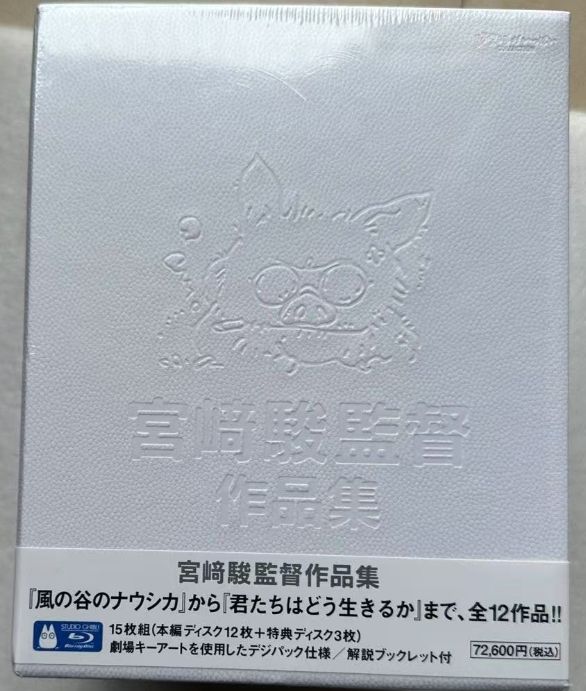 COLLECTION
宮﨑駿監督
作品集
宮﨑駿監督作品集
『風の谷のナウシカ』から『君たちはどう生きるか』まで、全12作品!!
STUDIO GHIBLI
Blu-ray Disc
15枚組(本編ディスク12枚+特典ディスク3枚)
劇場キーアートを使用したデジパック仕様/解説ブックレット付
72,600円(税込)